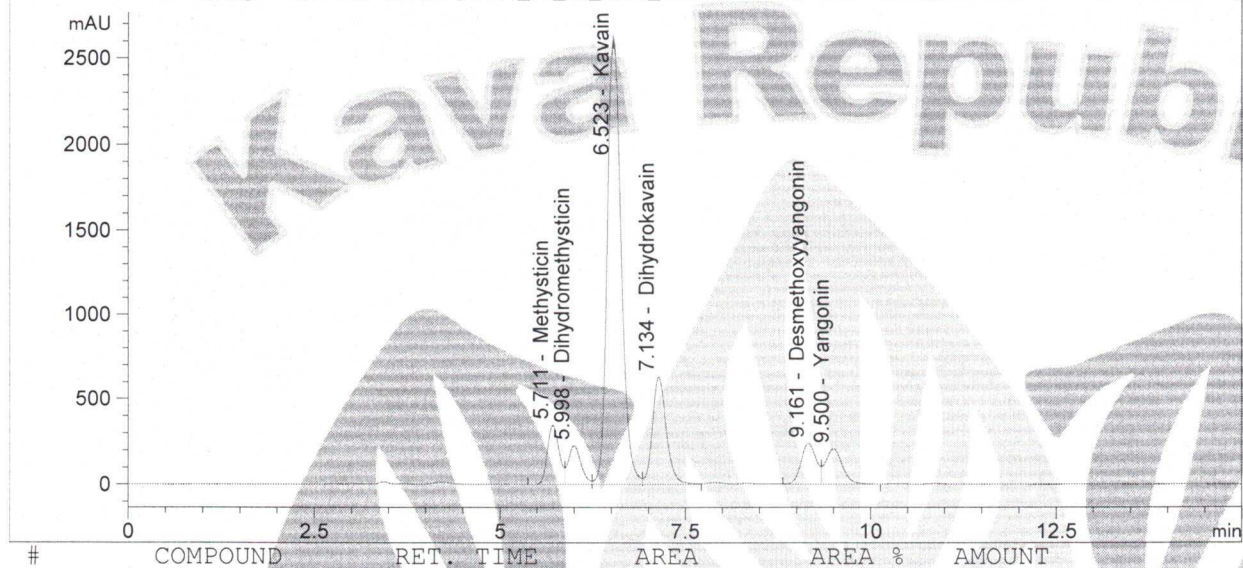 Kava Republi
mAU
2500
2000
1500
1000
500
0
5.711 - Methysticin
5.998 - Dihydromethysticin
6.523 - Kavain
7.134 - Dihydrokavain
9.161 - Desmethoxyyangonin
9.500 - Yangonin
0 2.5 5 7.5 10 12.5 min
# COMPOUND RET. TIME AREA AREA % AMOUNT